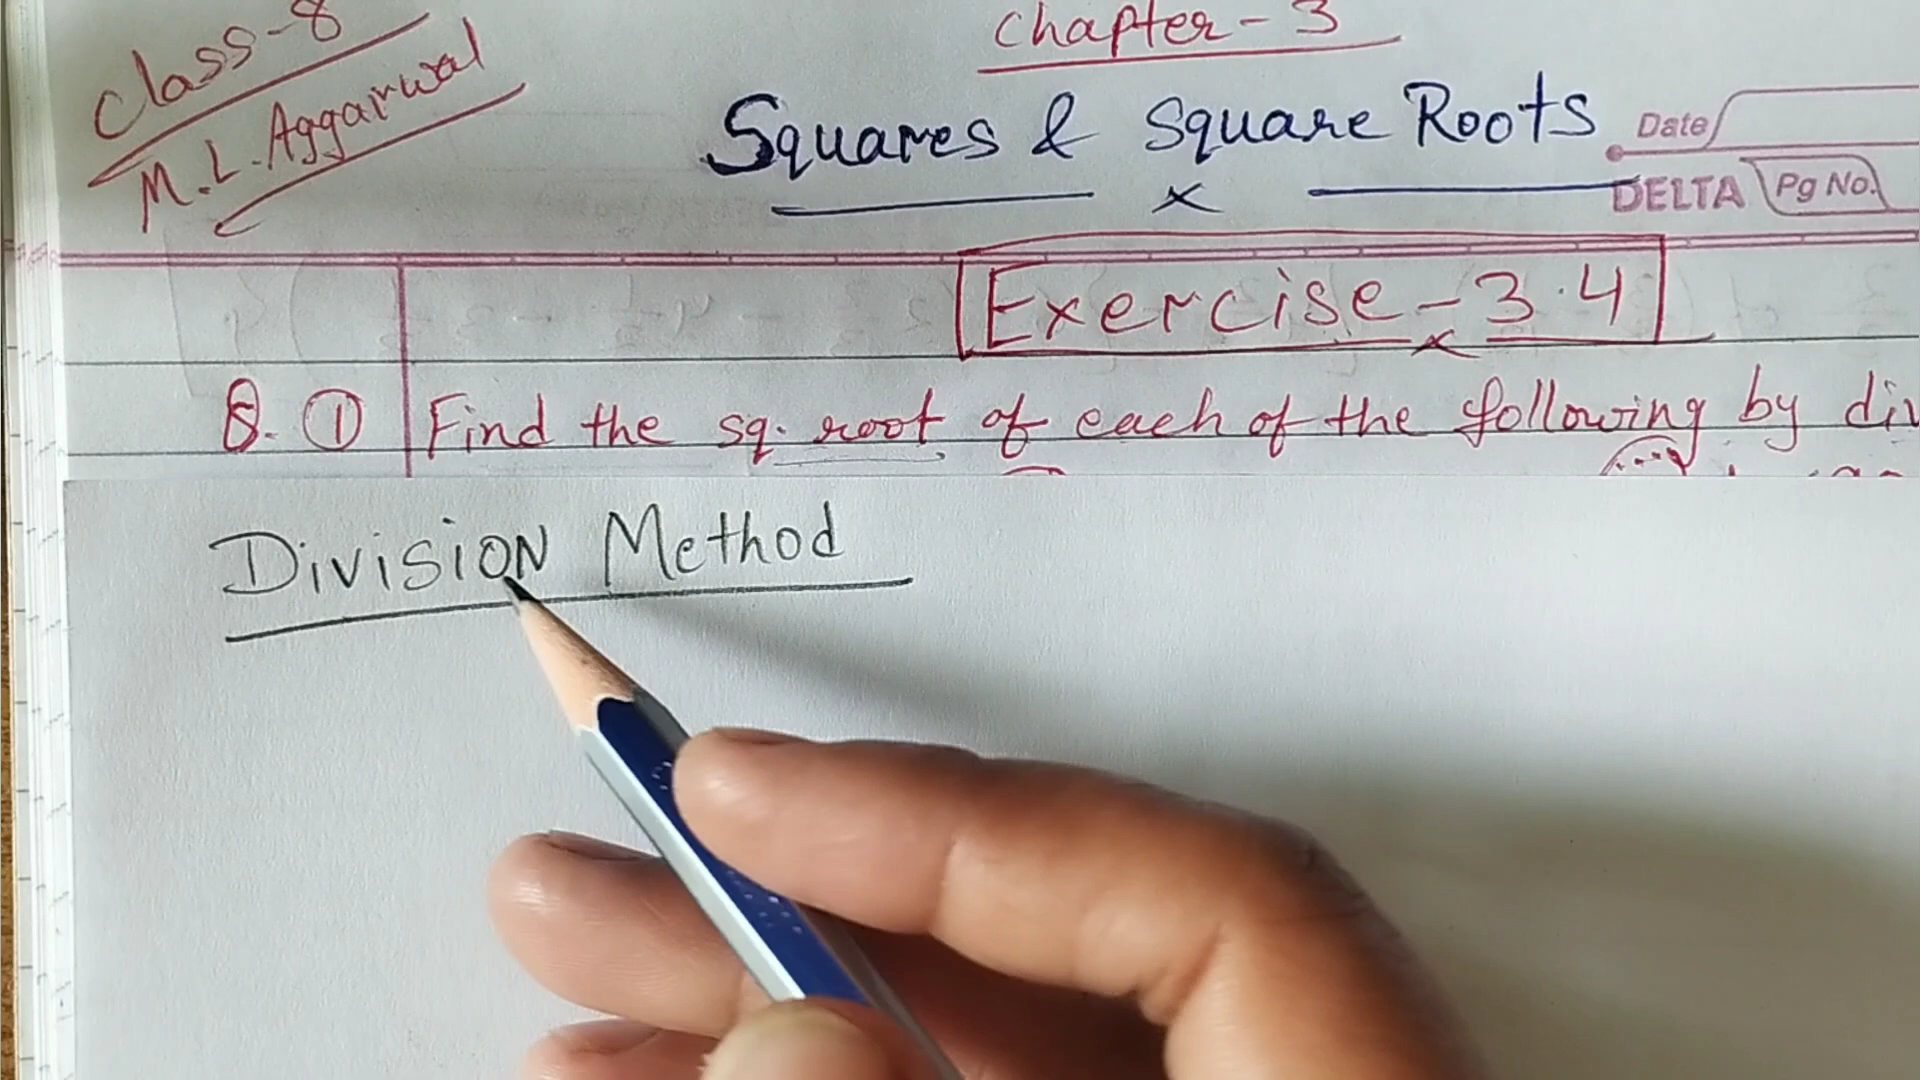 Class-8
M.L. Aggarwal
Chapter-3
Squares & Square Roots
Date
DELTA Pg No.
Exercise-3.4
Q. ① Find the sq. root of each of the following by div
Division Method